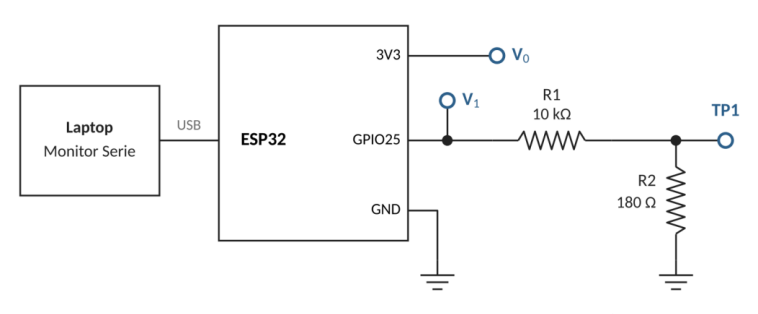 3V3
V₀
V₁
R1
10 kΩ
TP1
Laptop
Monitor Serie
USB
ESP32
GPIO25
R2
180 Ω
GND